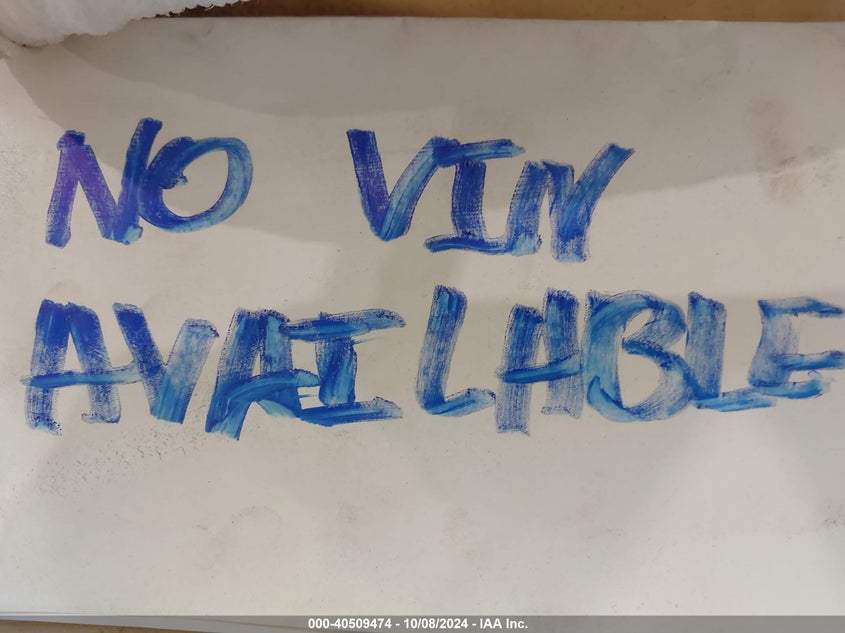 NO VIN
AVAILABLE
000-40509474 - 10/08/2024 - IAA Inc.